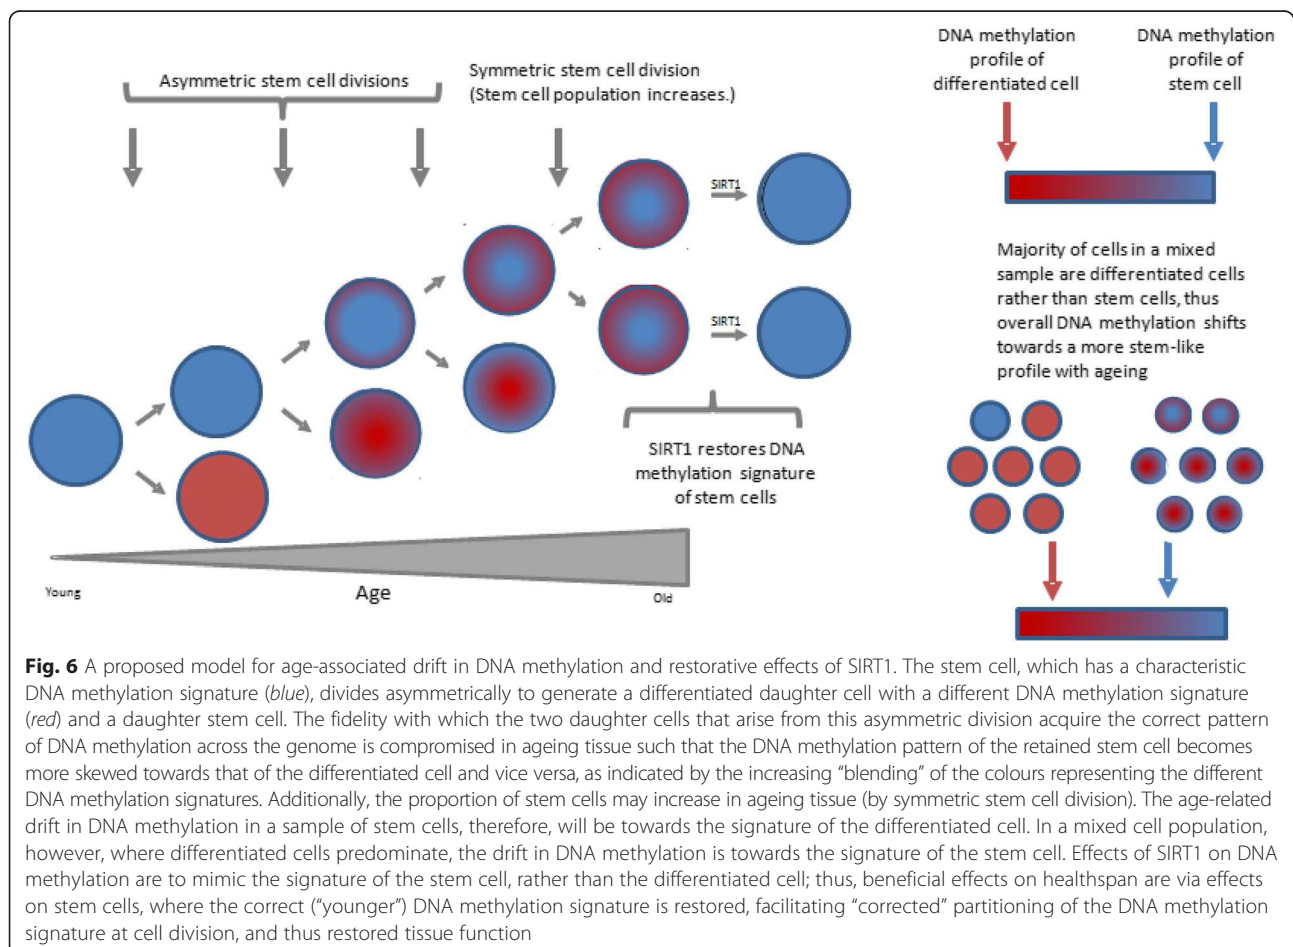 Asymmetric stem cell divisions
Symmetric stem cell division
(Stem cell population increases.)
SIRT1
SIRT1
SIRT1 restores DNA
methylation signature
of stem cells
Young
Age
Old
DNA methylation
profile of
differentiated cell
DNA methylation
profile of
stem cell
Majority of cells in a mixed
sample are differentiated cells
rather than stem cells, thus
overall DNA methylation shifts
towards a more stem-like
profile with ageing
Fig. 6 A proposed model for age-associated drift in DNA methylation and restorative effects of SIRT1. The stem cell, which has a characteristic
DNA methylation signature (blue), divides asymmetrically to generate a differentiated daughter cell with a different DNA methylation signature
(red) and a daughter stem cell. The fidelity with which the two daughter cells that arise from this asymmetric division acquire the correct pattern
of DNA methylation across the genome is compromised in ageing tissue such that the DNA methylation pattern of the retained stem cell becomes
more skewed towards that of the differentiated cell and vice versa, as indicated by the increasing “blending” of the colours representing the different
DNA methylation signatures. Additionally, the proportion of stem cells may increase in ageing tissue (by symmetric stem cell division). The age-related
drift in DNA methylation in a sample of stem cells, therefore, will be towards the signature of the differentiated cell. In a mixed cell population,
however, where differentiated cells predominate, the drift in DNA methylation is towards the signature of the stem cell. Effects of SIRT1 on DNA
methylation are to mimic the signature of the stem cell, rather than the differentiated cell; thus, beneficial effects on healthspan are via effects
on stem cells, where the correct (“younger”) DNA methylation signature is restored, facilitating “corrected” partitioning of the DNA methylation
signature at cell division, and thus restored tissue function